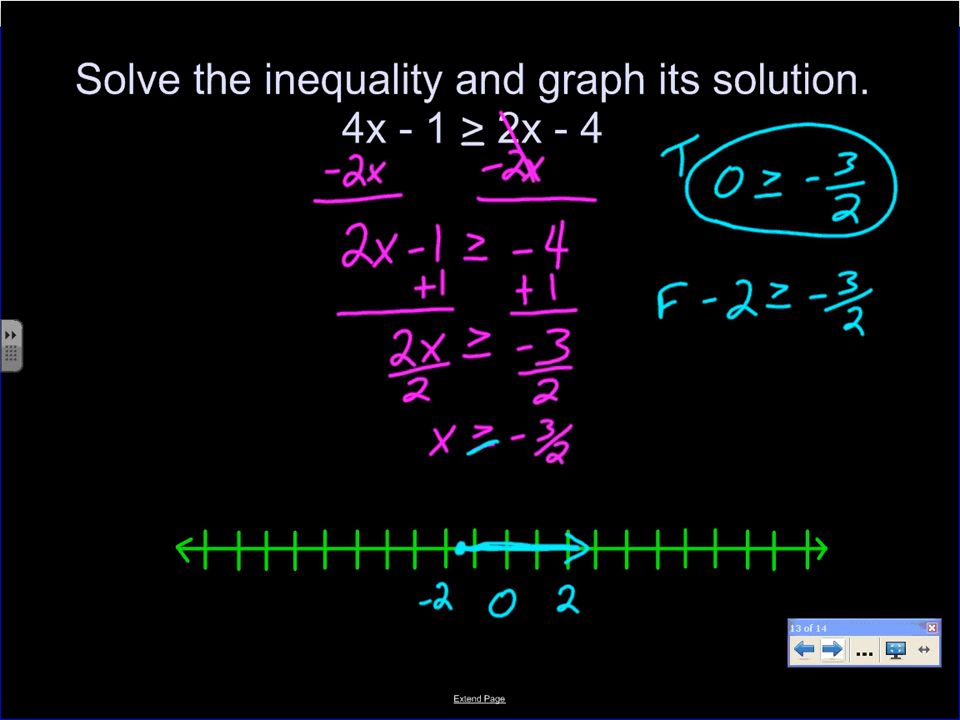 Solve the inequality and graph its solution.
4x - 1 ≥ 2x - 4
-2x -2x
2x - 1 ≥ - 4
+1 +1
2x ≥ - 3
2 2
x ≥ - 3/2
T 0 ≥ - 3/2
F - 2 ≥ - 3/2
-2 0 2
13 of 14
...
Extend Page